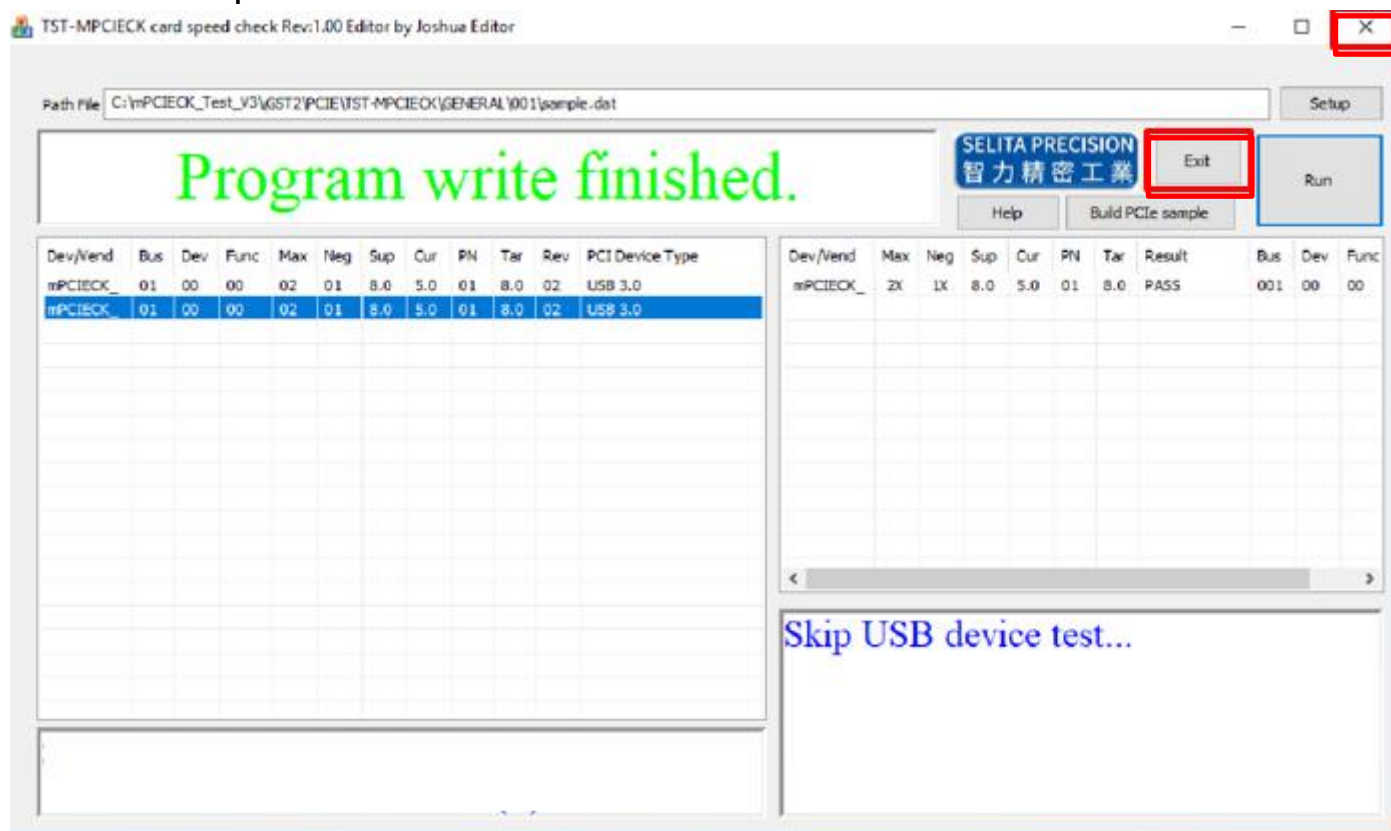 TST-MPCIECK card speed check Rev:1.00 Editor by Joshua Editor
Path File C:\mPCIECK_Test_V3\GST2\PCIE\TST-MPCIECK\GENERAL\001\sample.dat Setup
Program write finished.
SELITA PRECISION
智力精密工業
Exit
Run
Help
Build PCIe sample
Dev/Vend Bus Dev Func Max Neg Sup Cur PN Tar Rev PCI Device Type
mPCIECK_ 01 00 00 02 01 8.0 5.0 01 8.0 02 USB 3.0
mPCIECK_ 01 00 00 02 01 8.0 5.0 01 8.0 02 USB 3.0
Dev/Vend Max Neg Sup Cur PN Tar Result Bus Dev Func
mPCIECK_ 2X 1X 8.0 5.0 01 8.0 PASS 001 00 00
Skip USB device test...